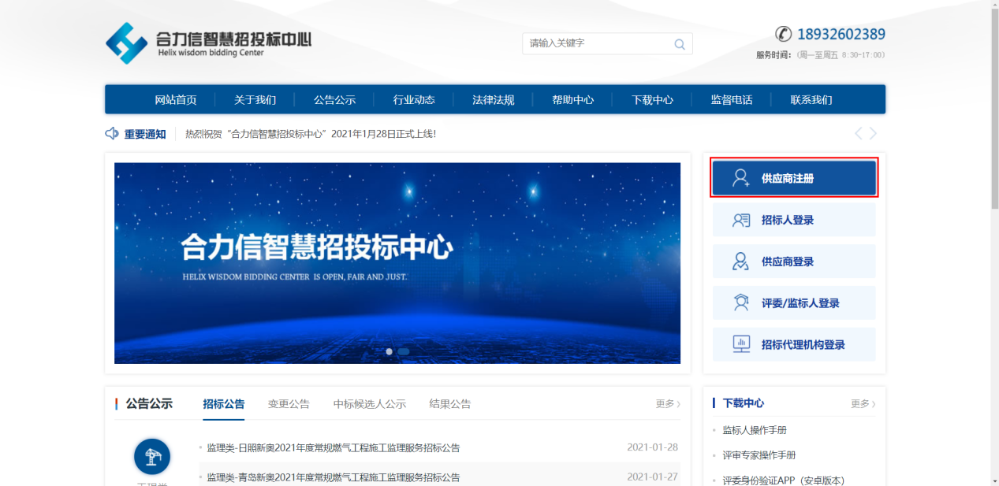 合力信智慧招投标中心
Helix wisdom bidding Center
请输入关键字
18932602389
服务时间：（周一至周五 8:30-17:00）
网站首页 关于我们 公告公示 行业动态 法律法规 帮助中心 下载中心 监督电话 联系我们
重要通知 热烈祝贺“合力信智慧招投标中心”2021年1月28日正式上线！
合力信智慧招投标中心
HELIX WISDOM BIDDING CENTER IS OPEN, FAIR AND JUST.
供应商注册
招标人登录
供应商登录
评委/监标人登录
招标代理机构登录
公告公示 招标公告 变更公告 中标候选人公示 结果公告 更多
监理类-日照新奥2021年度常规燃气工程施工监理服务招标公告 2021-01-28
监理类-青岛新奥2021年度常规燃气工程施工监理服务招标公告 2021-01-27
下载中心 更多
监标人操作手册
评审专家操作手册
评委身份验证APP（安卓版本）